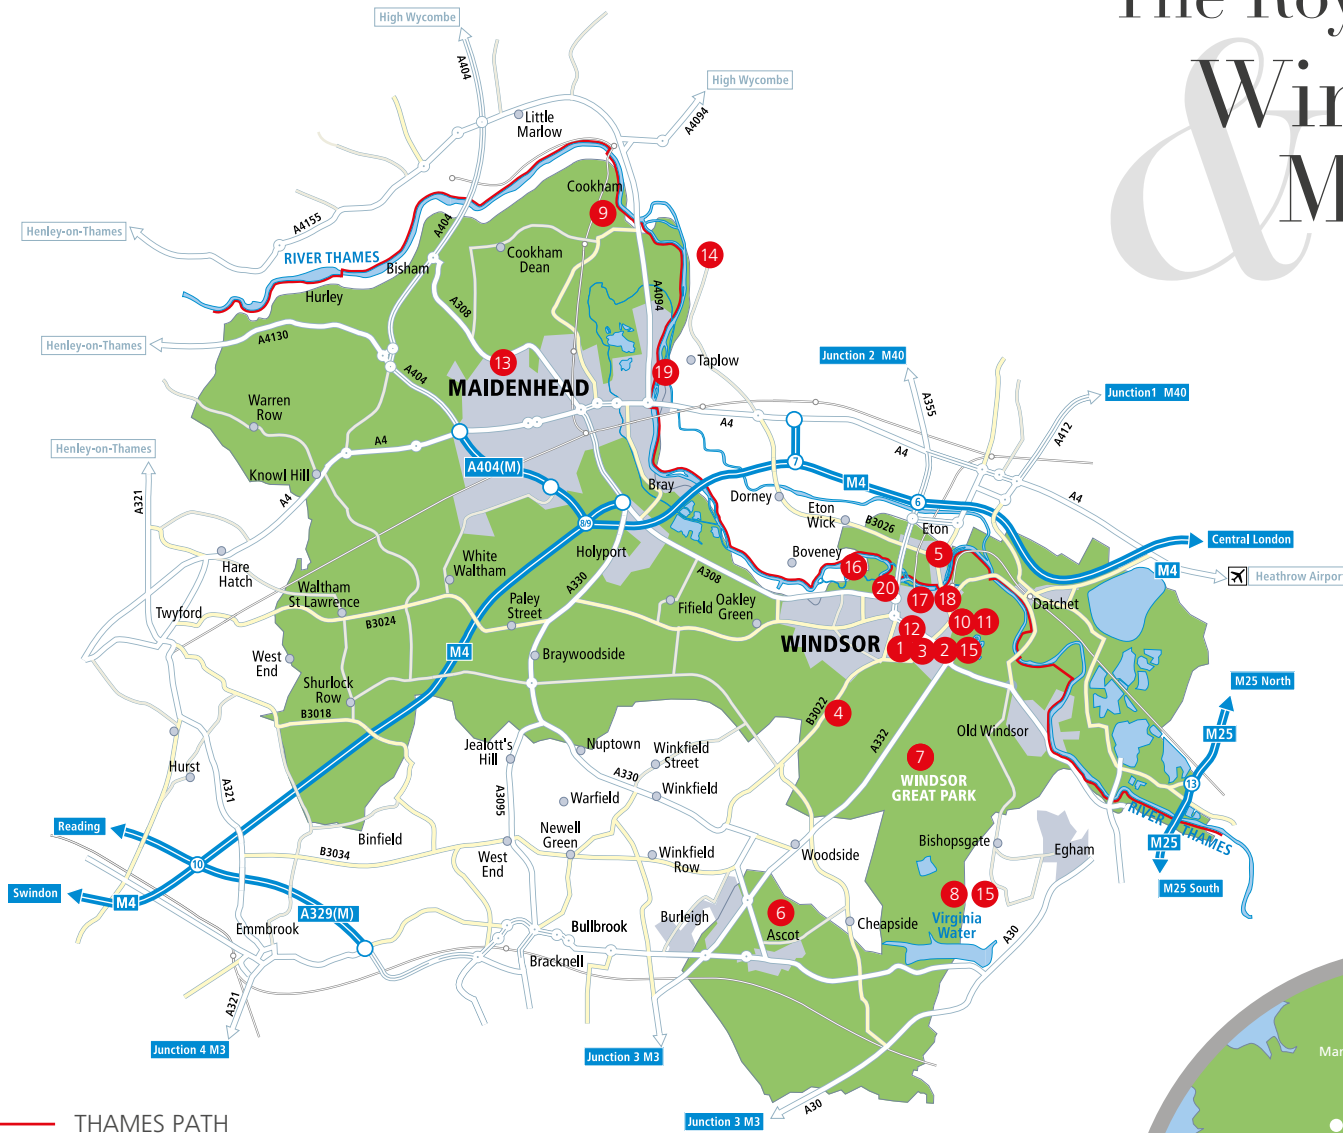 The Roy
Win
&
M
High Wycombe
A404
High Wycombe
A4094
Little
Marlow
Cookham
9
Henley-on-Thames
A4155
A404
RIVER THAMES
Bisham
Cookham
Dean
14
Hurley
A308
A4094
Henley-on-Thames
A4130
13
MAIDENHEAD
19
Taplow
Junction 2 M40
A404
A355
Junction1 M40
Warren
Row
A412
Henley-on-Thames
A4
A4
A4
Knowl Hill
A404(M)
7
M4
A321
A4
Bray
Dorney
6
A4
Eton
Wick
B3026
Eton
8/9
Central London
Hare
Hatch
White
Waltham
Holyport
Boveney
5
16
M4
Heathrow Airport
A330
A308
20
Waltham
St Lawrence
Paley
Street
Fifield
Oakley
Green
17
18
Datchet
Twyford
B3024
12
10
11
M4
WINDSOR
1
3
2
15
West
End
Braywoodside
Shurlock
Row
M25 North
B3018
B3022
4
A332
Old Windsor
M25
Jealott's
Hill
Nuptown
Winkfield
Street
7
WINDSOR
GREAT PARK
Hurst
A330
A321
A3095
Warfield
Winkfield
13
RIVER THAMES
Reading
Binfield
Newell
Green
Bishopsgate
Egham
M25
10
B3034
West
End
Winkfield
Row
Woodside
Swindon
M4
M25 South
A329(M)
8
15
Emmbrook
Bullbrook
Burleigh
6
Ascot
Cheapside
Virginia
Water
A30
Bracknell
A321
Junction 4 M3
Junction 3 M3
A30
Junction 3 M3
Mar
THAMES PATH